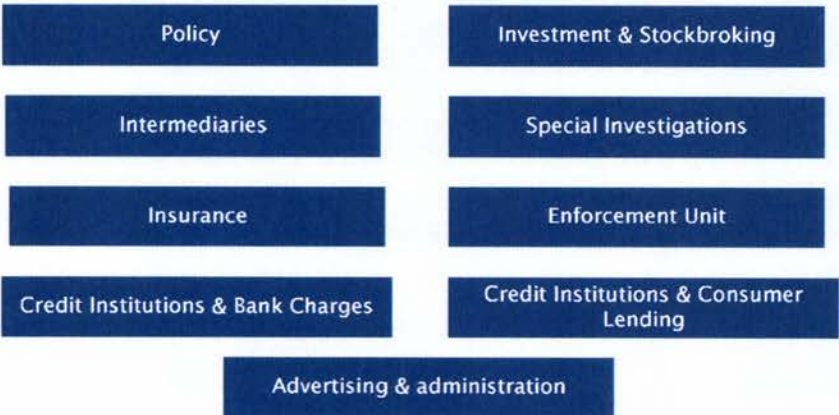 Policy
Investment & Stockbroking
Intermediaries
Special Investigations
Insurance
Enforcement Unit
Credit Institutions & Bank Charges
Credit Institutions & Consumer
Lending
Advertising & administration